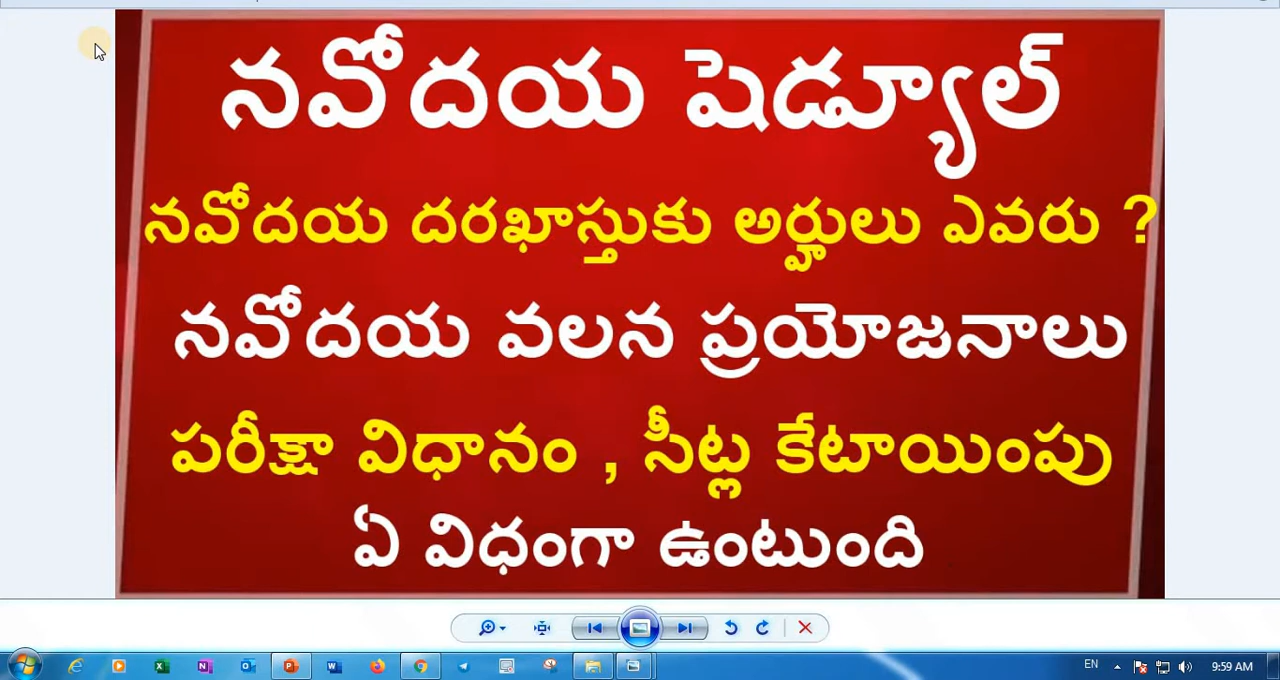 నవోదయ షెడ్యూల్
నవోదయ దరఖాస్తుకు అర్హులు ఎవరు ?
నవోదయ వలన ప్రయోజనాలు
పరీక్షా విధానం , సీట్ల కేటాయింపు
ఏ విధంగా ఉంటుంది
EN
9:59 AM